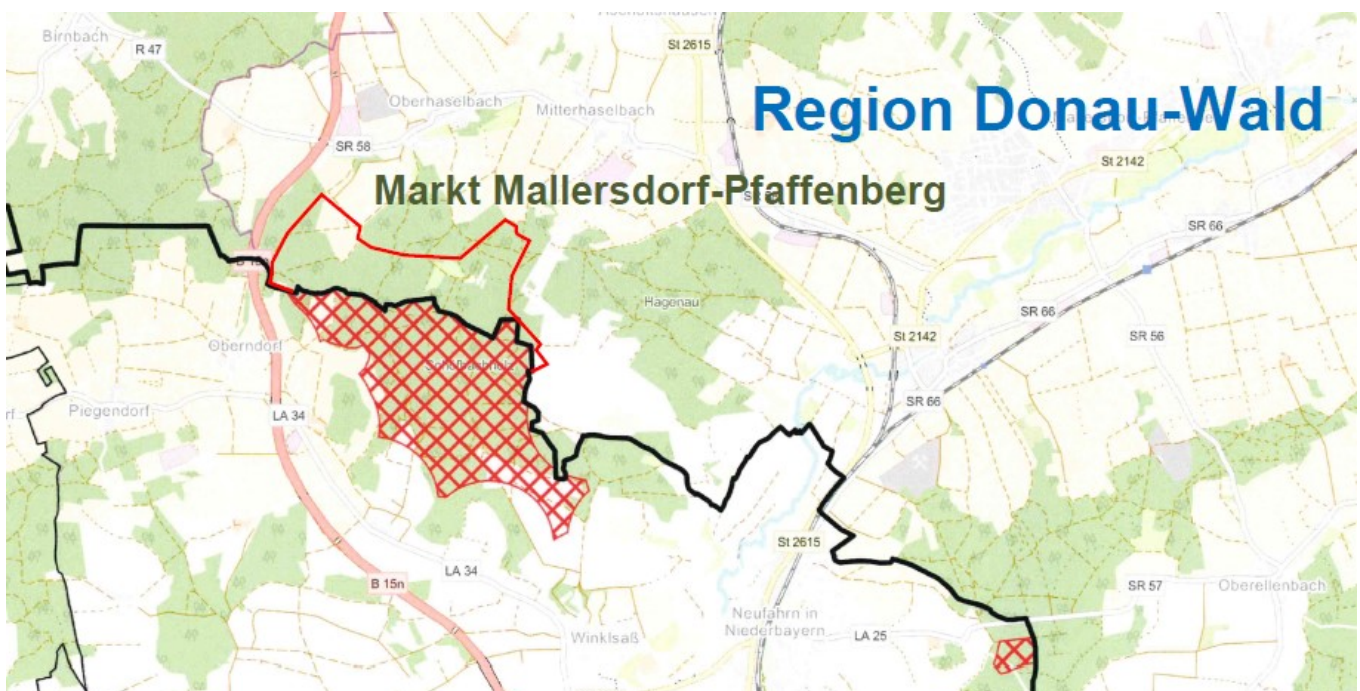 St 2615
Birnbach
R 47
Region Donau-Wald
Oberhaselbach
Mitterhaselbach
SR 58
St 2142
Markt Mallersdorf-Pfaffenberg
SR 66
Hagenau
SR 66
Oberndorf
St 2142
SR 56
Piegendorf
SR 66
LA 34
St 2615
LA 34
B 15n
SR 57
Oberellenbach
Neufahrn in
Niederbayern
Winklsaß
LA 25